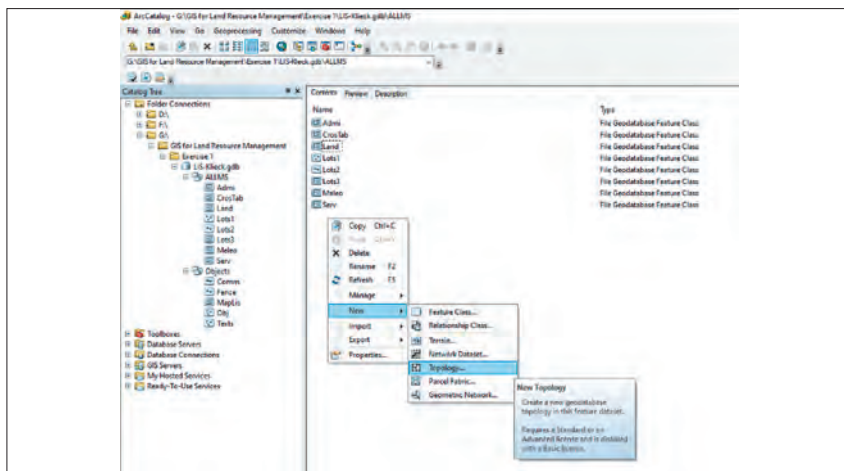 ArcCatalog - G:\GIS for Land Resource Management\Exercise 1\LIS-Klieck.gdb\ALLMS
File Edit View Go Geoprocessing Customize Windows Help
G:\GIS for Land Resource Management\Exercise 1\LIS-Klieck.gdb\ALLMS
Catalog Tree
Folder Connections
D:\
F:\
G:\
GIS for Land Resource Management
Exercise 1
LIS-Klieck.gdb
ALLMS
Admi
CrosTab
Land
Lots1
Lots2
Lots3
Meleo
Serv
Objects
Comm
Fence
MapLis
Obj
Texts
Toolboxes
Database Servers
Database Connections
GIS Servers
My Hosted Services
Ready-To-Use Services
Contents Preview Description
Name Type
Admi File Geodatabase Feature Class
CrosTab File Geodatabase Feature Class
Land File Geodatabase Feature Class
Lots1 File Geodatabase Feature Class
Lots2 File Geodatabase Feature Class
Lots3 File Geodatabase Feature Class
Meleo File Geodatabase Feature Class
Serv File Geodatabase Feature Class
Copy Ctrl+C
Delete
Rename F2
Refresh F5
Manage
New
Import
Export
Properties...
Feature Class...
Relationship Class...
Terrain...
Network Dataset...
Topology...
Parcel Fabric...
Geometric Network...
New Topology
Create a new geodatabase
topology in this feature dataset.
Requires a Standard or an
Advanced license and is disabled
with a Basic license.